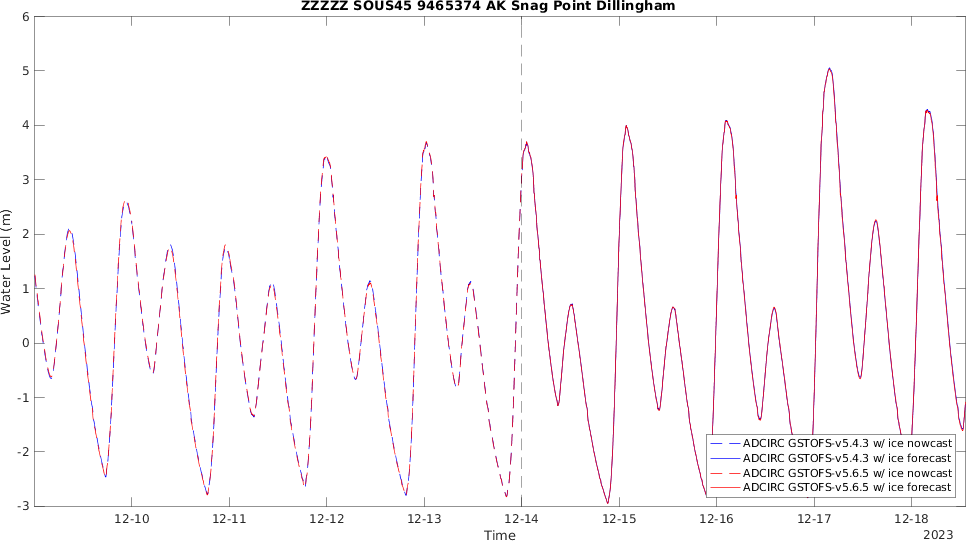 ZZZZZ SOUS45 9465374 AK Snag Point Dillingham
6
5
4
3
2
1
0
-1
-2
-3
Water Level (m)
ADCIRC GSTOFS-v5.4.3 w/ ice nowcast
ADCIRC GSTOFS-v5.4.3 w/ ice forecast
ADCIRC GSTOFS-v5.6.5 w/ ice nowcast
ADCIRC GSTOFS-v5.6.5 w/ ice forecast
12-10 12-11 12-12 12-13 12-14 12-15 12-16 12-17 12-18
Time
2023